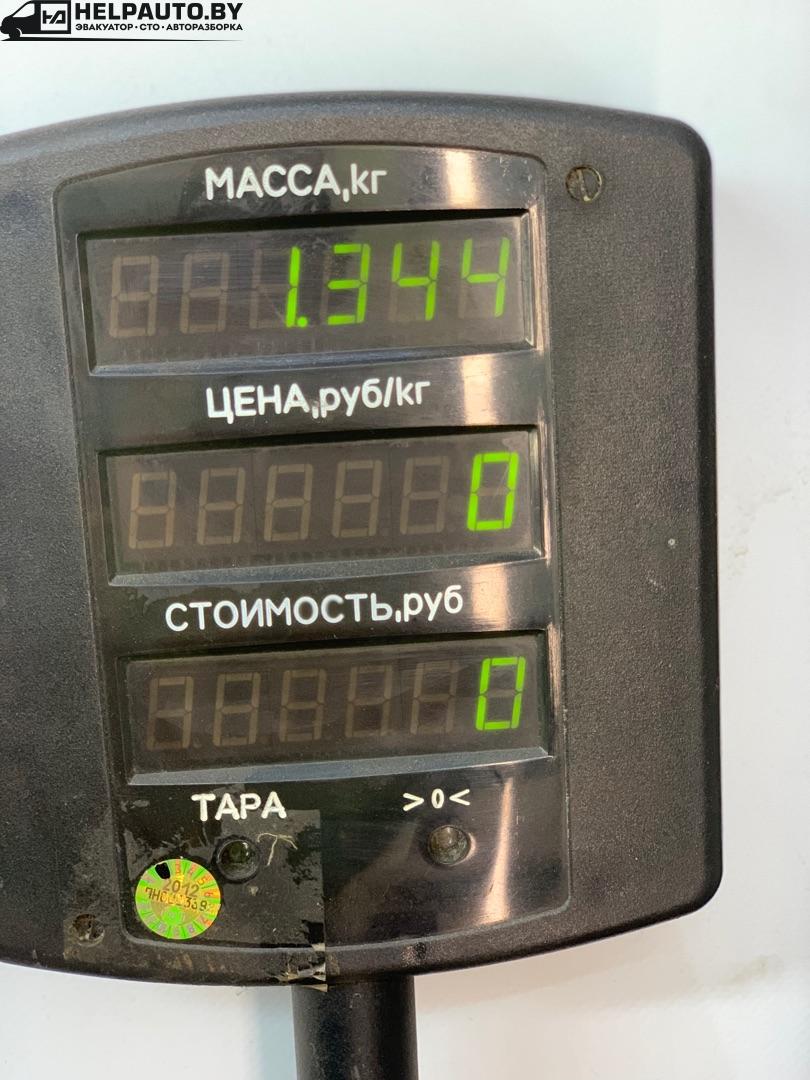 HELPAUTO.BY
ЭВАКУАТОР·СТО·АВТОРАЗБОРКА
МАССА,кг
1.344
ЦЕНА,руб/кг
0
СТОИМОСТЬ,руб
0
ТАРА >0<
2012